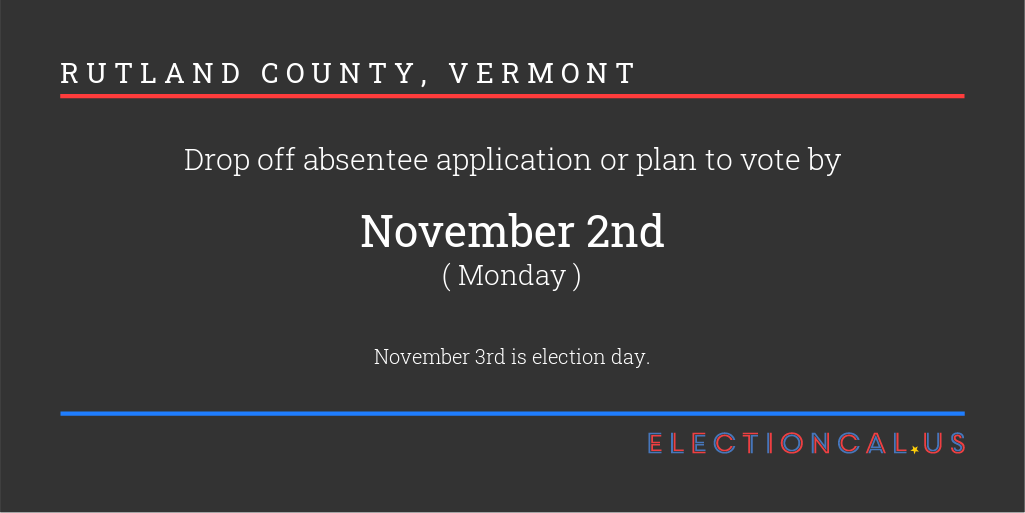 RUTLAND COUNTY, VERMONT
Drop off absentee application or plan to vote by
November 2nd
( Monday )
November 3rd is election day.
ELECTIONCAL.US